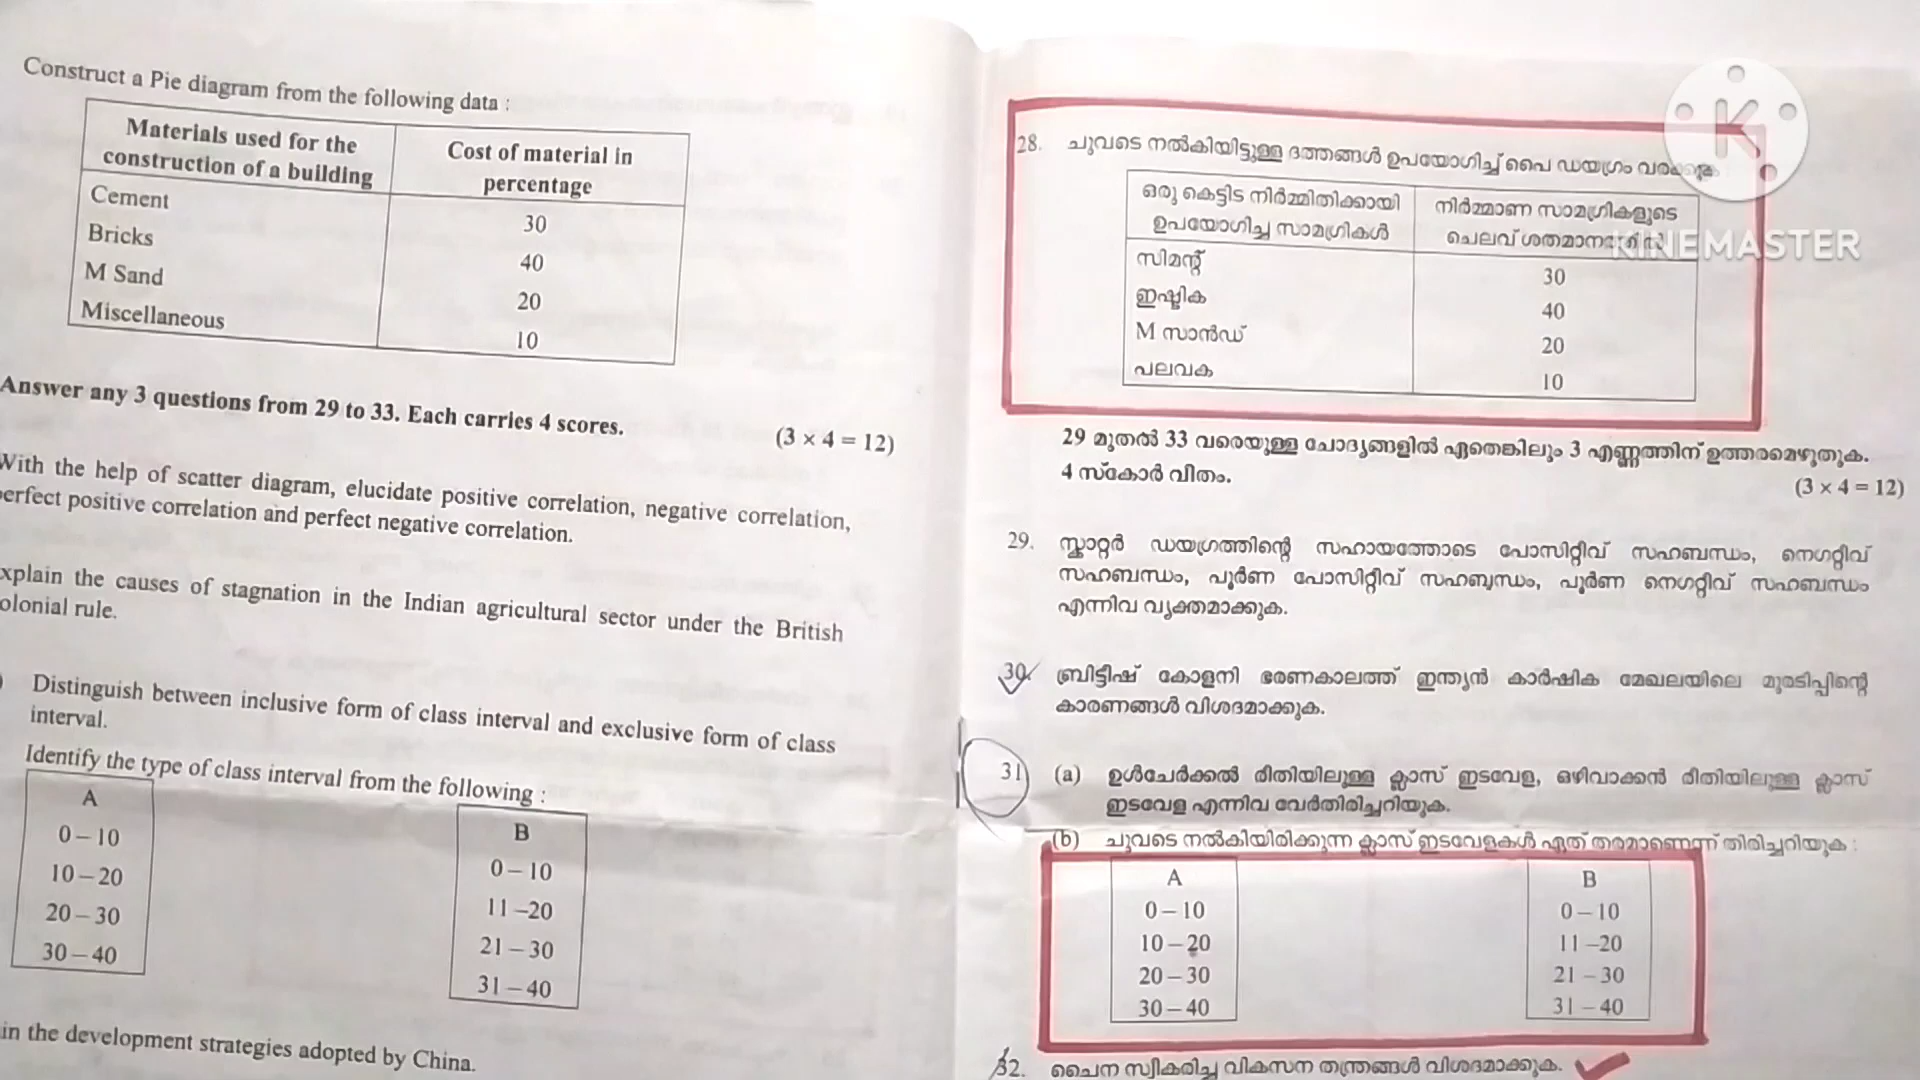 Construct a Pie diagram from the following data :
Materials used for the
construction of a building
Cost of material in
percentage
Cement
30
Bricks
40
M Sand
20
Miscellaneous
10
Answer any 3 questions from 29 to 33. Each carries 4 scores.
(3 × 4 = 12)
With the help of scatter diagram, elucidate positive correlation, negative correlation,
erfect positive correlation and perfect negative correlation.
xplain the causes of stagnation in the Indian agricultural sector under the British
olonial rule.
) Distinguish between inclusive form of class interval and exclusive form of class
interval.
Identify the type of class interval from the following :
A
0 – 10
10 – 20
20 – 30
30 – 40
B
0 – 10
11 –20
21 – 30
31 – 40
in the development strategies adopted by China.
28. ചുവടെ നൽകിയിട്ടുള്ള ദത്തങ്ങൾ ഉപയോഗിച്ച് പൈ ഡയഗ്രം
ഒരു കെട്ടിട നിർമ്മിതിക്കായി
ഉപയോഗിച്ച സാമഗ്രികൾ
നിർമ്മാണ സാമഗ്രികളുടെ
ചെലവ്
KINEMASTER
സിമന്റ്
30
ഇഷ്ടിക
40
M സാൻഡ്
20
പലവക
10
29 മുതൽ 33 വരെയുള്ള ചോദ്യങ്ങളിൽ ഏതെങ്കിലും 3 എണ്ണത്തിന് ഉത്തരമെഴുതുക.
4 സ്കോർ വീതം.
(3 × 4 = 12)
29. സ്കാറ്റർ ഡയഗ്രത്തിന്റെ സഹായത്തോടെ പോസിറ്റീവ് സഹബന്ധം, നെഗറ്റീവ്
സഹബന്ധം, പൂർണ പോസിറ്റീവ് സഹബന്ധം, പൂർണ നെഗറ്റീവ് സഹബന്ധം
എന്നിവ വ്യക്തമാക്കുക.
30. ബ്രിട്ടീഷ് കോളനി ഭരണകാലത്ത് ഇന്ത്യൻ കാർഷിക മേഖലയിലെ മുരടിപ്പിന്റെ
കാരണങ്ങൾ വിശദമാക്കുക.
31 (a) ഉൾചേർക്കൽ രീതിയിലുള്ള ക്ലാസ് ഇടവേള, ഒഴിവാക്കൻ രീതിയിലുള്ള ക്ലാസ്
ഇടവേള എന്നിവ വേർതിരിച്ചറിയുക.
(b) ചുവടെ നൽകിയിരിക്കുന്ന ക്ലാസ് ഇടവേളകൾ ഏത് തരമാണെന്ന് തിരിച്ചറിയുക :
A
0 – 10
10 – 20
20 – 30
30 – 40
B
0 – 10
11 –20
21 – 30
31 – 40
32. ചൈന സ്വീകരിച്ച വികസന തന്ത്രങ്ങൾ വിശദമാക്കുക.